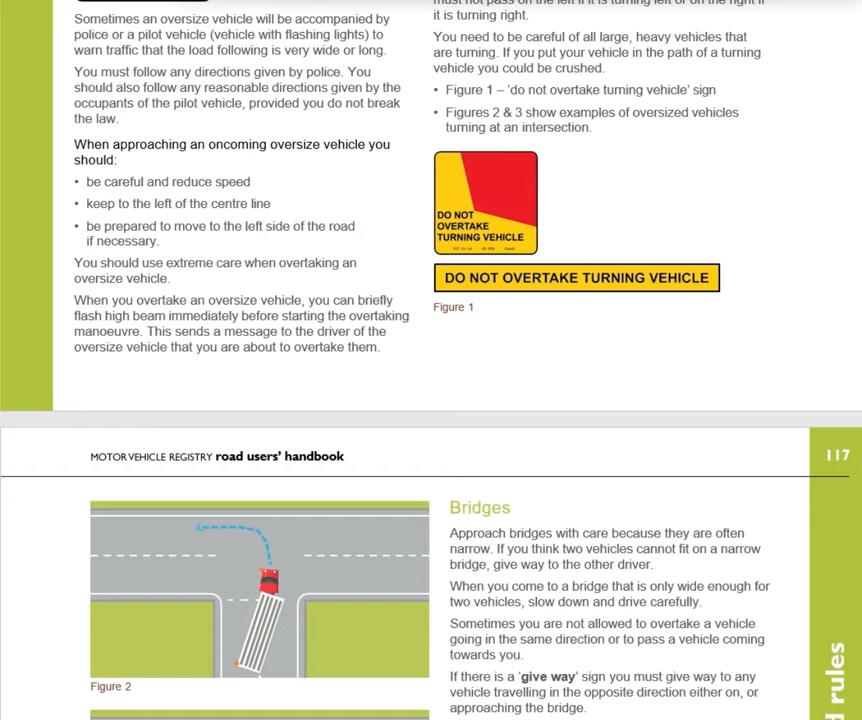 Sometimes an oversize vehicle will be accompanied by
police or a pilot vehicle (vehicle with flashing lights) to
warn traffic that the load following is very wide or long.
You must follow any directions given by police. You
should also follow any reasonable directions given by the
occupants of the pilot vehicle, provided you do not break
the law.
When approaching an oncoming oversize vehicle you
should:
• be careful and reduce speed
• keep to the left of the centre line
• be prepared to move to the left side of the road
if necessary.
You should use extreme care when overtaking an
oversize vehicle.
When you overtake an oversize vehicle, you can briefly
flash high beam immediately before starting the overtaking
manoeuvre. This sends a message to the driver of the
oversize vehicle that you are about to overtake them.
must not pass on the left if it is turning left or on the right if
it is turning right.
You need to be careful of all large, heavy vehicles that
are turning. If you put your vehicle in the path of a turning
vehicle you could be crushed.
• Figure 1 – 'do not overtake turning vehicle' sign
• Figures 2 & 3 show examples of oversized vehicles
turning at an intersection.
DO NOT
OVERTAKE
TURNING VEHICLE
DO NOT OVERTAKE TURNING VEHICLE
Figure 1
MOTOR VEHICLE REGISTRY road users' handbook
117
Figure 2
Bridges
Approach bridges with care because they are often
narrow. If you think two vehicles cannot fit on a narrow
bridge, give way to the other driver.
When you come to a bridge that is only wide enough for
two vehicles, slow down and drive carefully.
Sometimes you are not allowed to overtake a vehicle
going in the same direction or to pass a vehicle coming
towards you.
If there is a 'give way' sign you must give way to any
vehicle travelling in the opposite direction either on, or
approaching the bridge.
rules